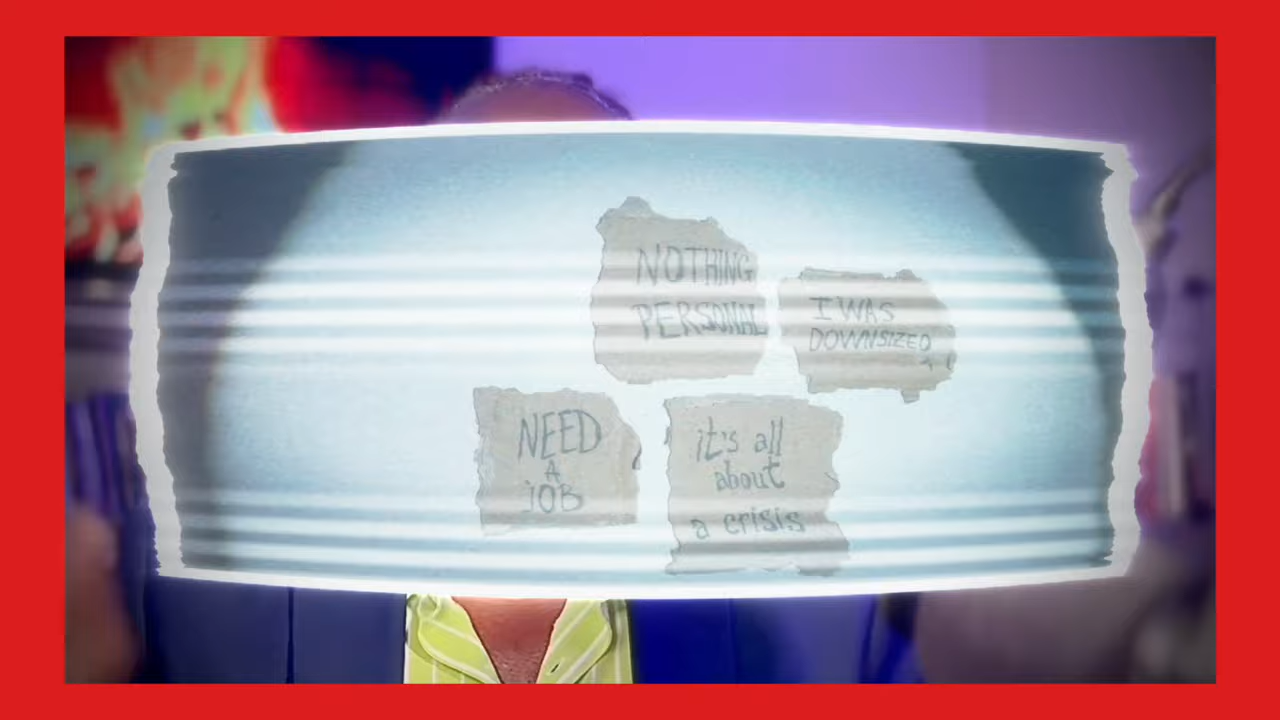 NOTHING
PERSONAL
I WAS
DOWNSIZED
NEED
A
JOB
it's all
about
a crisis